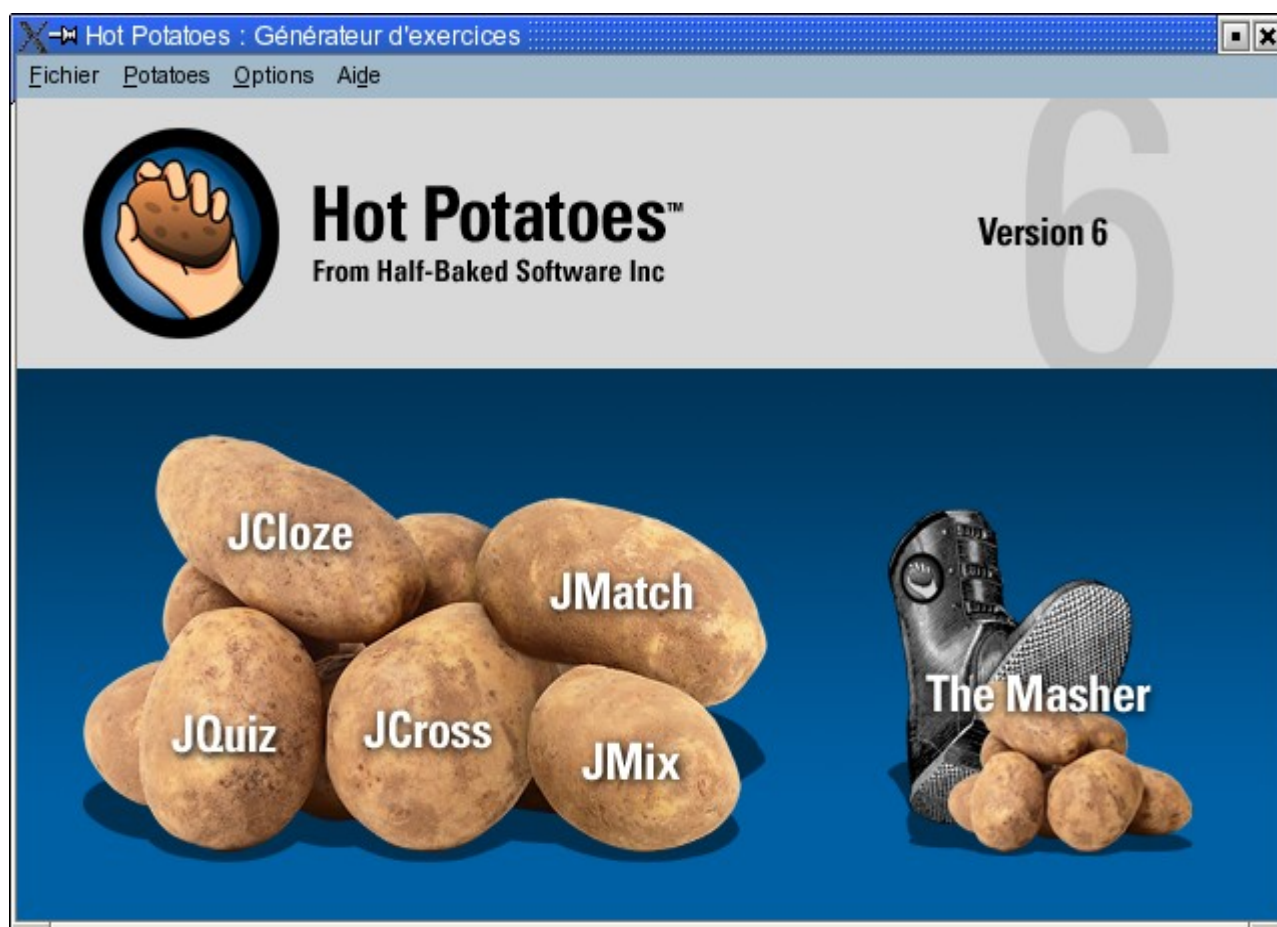 Hot Potatoes : Générateur d'exercices
Fichier Potatoes Options Aide
6
Hot Potatoes™
From Half-Baked Software Inc
Version 6
JCloze
JMatch
JQuiz
JCross
JMix
The Masher